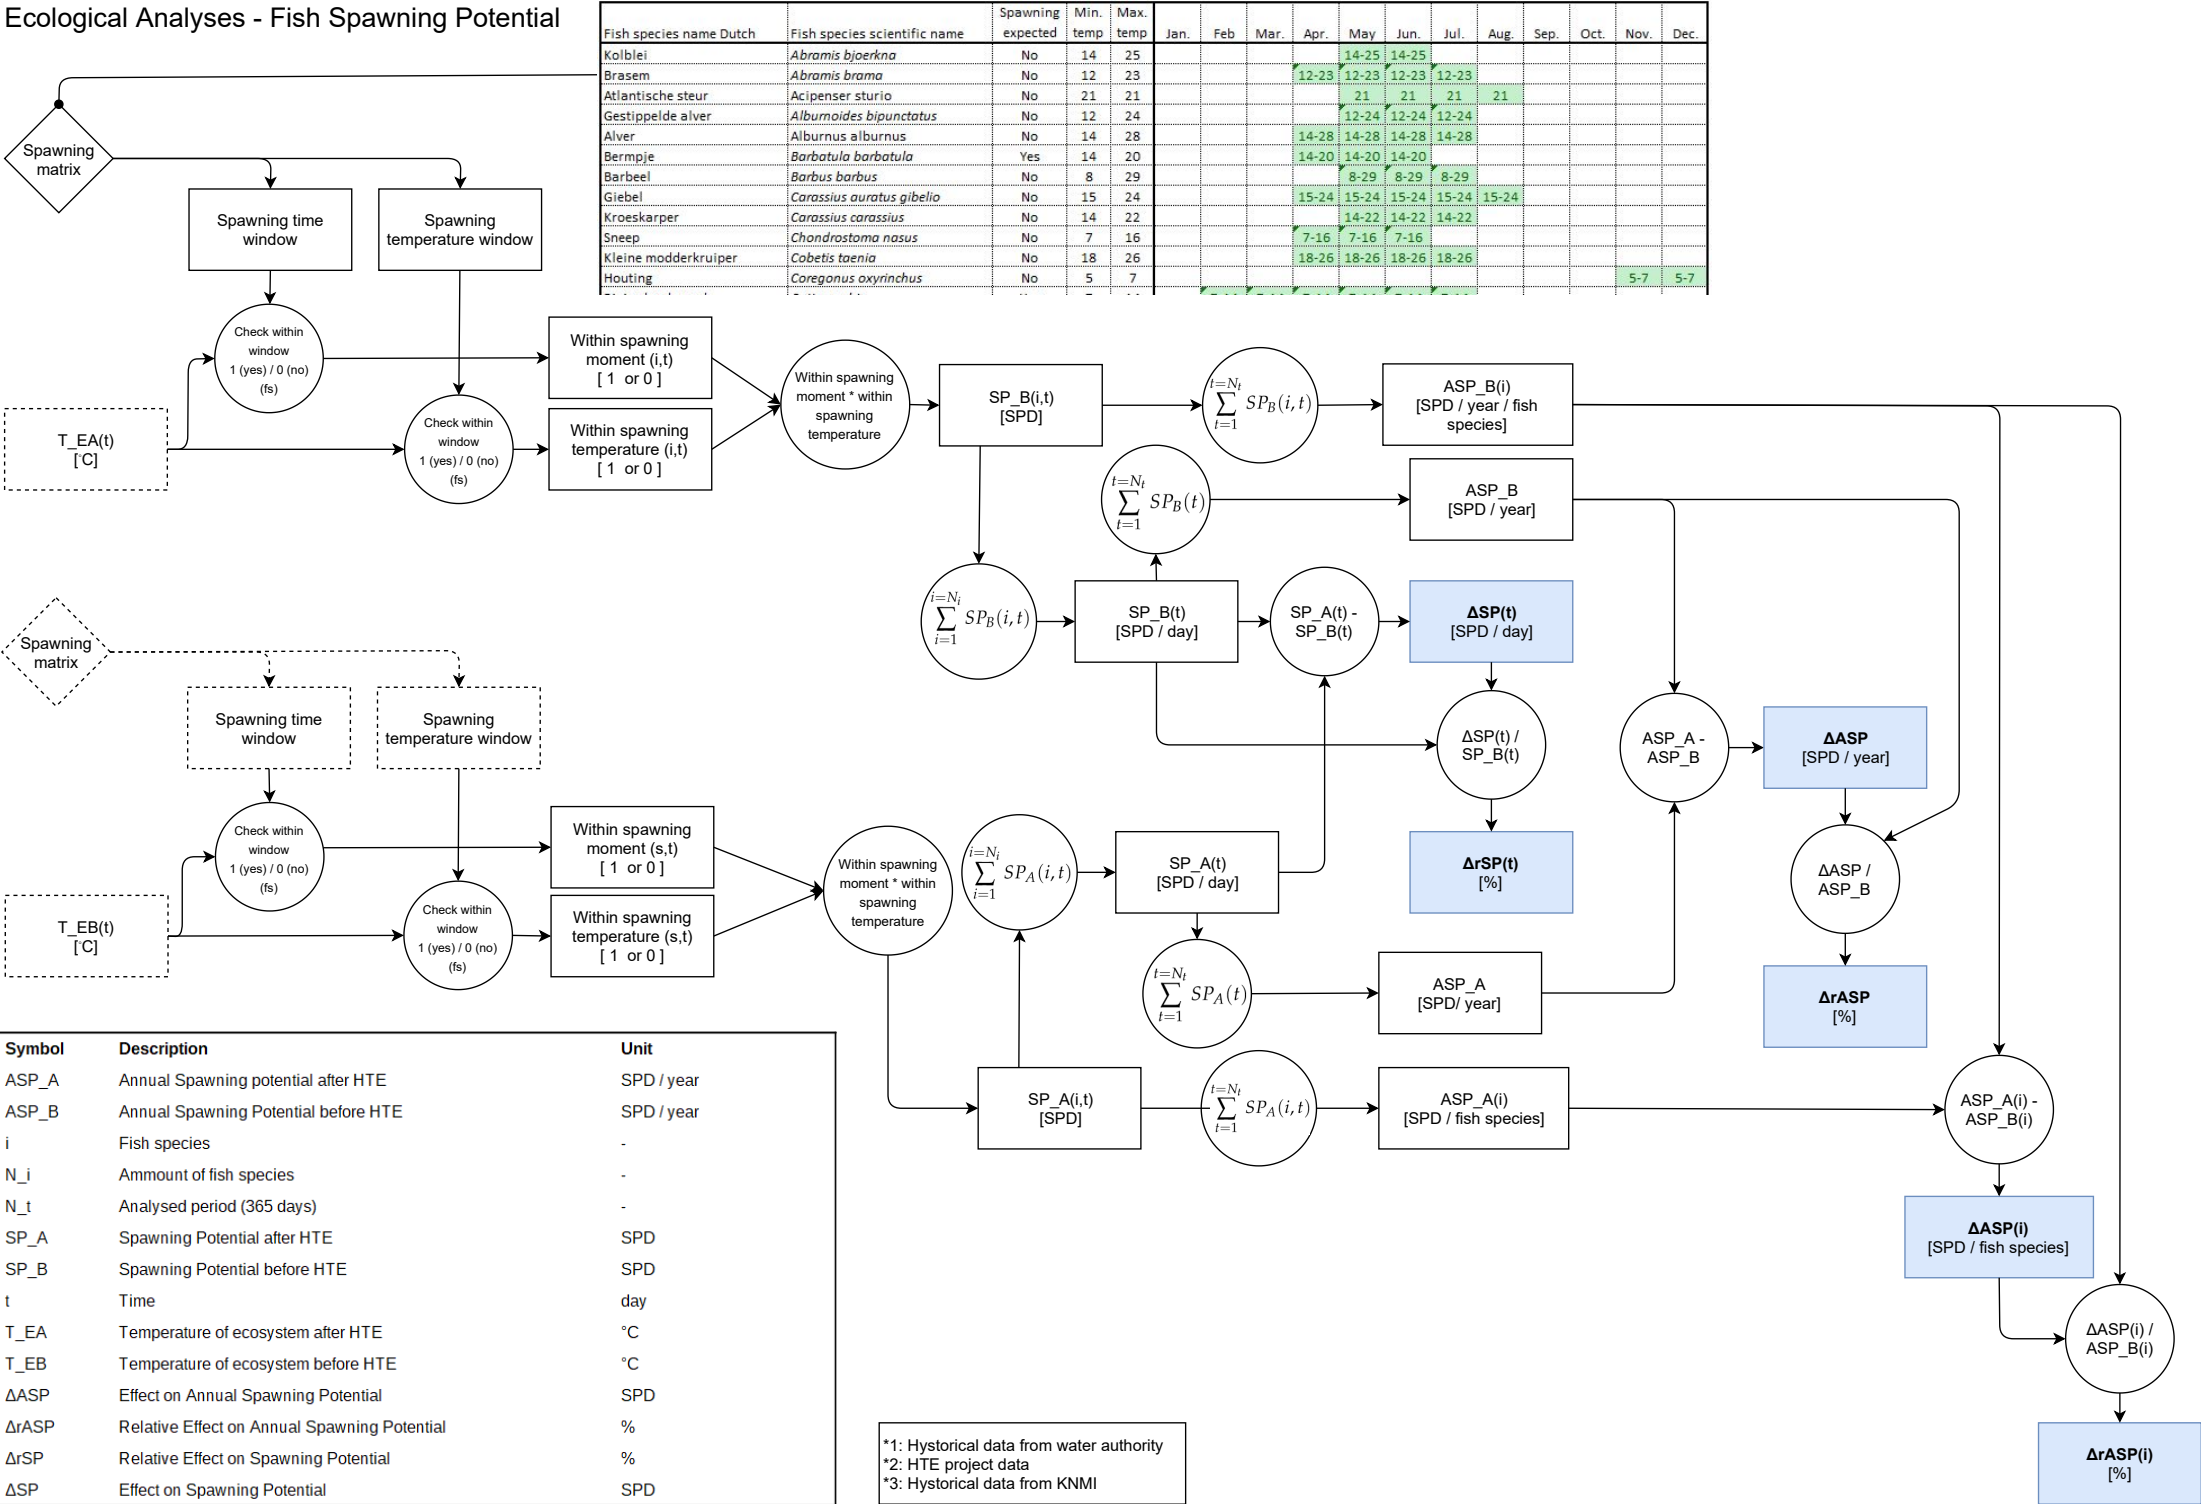 Ecological Analyses - Fish Spawning Potential
Fish species name Dutch Fish species scientific name Spawning expected Min. temp Max. temp Jan. Feb Mar. Apr. May Jun. Jul. Aug. Sep. Oct. Nov. Dec.
Kolblei Abramis bjoerkna No 14 25 14-25 14-25
Brasem Abramis brama No 12 23 12-23 12-23 12-23 12-23
Atlantische steur Acipenser sturio No 21 21 21 21 21 21
Gestippelde alver Alburnoides bipunctatus No 12 24 12-24 12-24 12-24
Alver Alburnus alburnus No 14 28 14-28 14-28 14-28 14-28
Bermpje Barbatula barbatula Yes 14 20 14-20 14-20 14-20
Barbeel Barbus barbus No 8 29 8-29 8-29 8-29
Giebel Carassius auratus gibelio No 15 24 15-24 15-24 15-24 15-24 15-24
Kroeskarper Carassius carassius No 14 22 14-22 14-22 14-22
Sneep Chondrostoma nasus No 7 16 7-16 7-16 7-16
Kleine modderkruiper Cobetis taenia No 18 26 18-26 18-26 18-26 18-26
Houting Coregonus oxyrinchus No 5 7 5-7 5-7
Spawning
matrix
Spawning time
window
Spawning
temperature window
Check within
window
1 (yes) / 0 (no)
(fs)
T_EA(t)
[°C]
Check within
window
1 (yes) / 0 (no)
(fs)
Within spawning
moment (i,t)
[ 1 or 0 ]
Within spawning
temperature (i,t)
[ 1 or 0 ]
Within spawning
moment * within
spawning
temperature
SP_B(i,t)
[SPD]
t=N_t
∑ SP_B(i,t)
t=1
ASP_B(i)
[SPD / year / fish
species]
t=N_t
∑ SP_B(t)
t=1
ASP_B
[SPD / year]
i=N_i
∑ SP_B(i,t)
i=1
SP_B(t)
[SPD / day]
SP_A(t) -
SP_B(t)
ΔSP(t)
[SPD / day]
ΔSP(t) /
SP_B(t)
ΔrSP(t)
[%]
ASP_A -
ASP_B
ΔASP
[SPD / year]
ΔASP /
ASP_B
ΔrASP
[%]
Spawning
matrix
Spawning time
window
Spawning
temperature window
Check within
window
1 (yes) / 0 (no)
(fs)
T_EB(t)
[°C]
Check within
window
1 (yes) / 0 (no)
(fs)
Within spawning
moment (s,t)
[ 1 or 0 ]
Within spawning
temperature (s,t)
[ 1 or 0 ]
Within spawning
moment * within
spawning
temperature
i=N_i
∑ SP_A(i,t)
i=1
SP_A(t)
[SPD / day]
t=N_t
∑ SP_A(t)
t=1
ASP_A
[SPD/ year]
SP_A(i,t)
[SPD]
t=N_t
∑ SP_A(i,t)
t=1
ASP_A(i)
[SPD / fish species]
ASP_A(i) -
ASP_B(i)
ΔASP(i)
[SPD / fish species]
ΔASP(i) /
ASP_B(i)
ΔrASP(i)
[%]
Symbol Description Unit
ASP_A Annual Spawning potential after HTE SPD / year
ASP_B Annual Spawning Potential before HTE SPD / year
i Fish species -
N_i Ammount of fish species -
N_t Analysed period (365 days) -
SP_A Spawning Potential after HTE SPD
SP_B Spawning Potential before HTE SPD
t Time day
T_EA Temperature of ecosystem after HTE °C
T_EB Temperature of ecosystem before HTE °C
ΔASP Effect on Annual Spawning Potential SPD
ΔrASP Relative Effect on Annual Spawning Potential %
ΔrSP Relative Effect on Spawning Potential %
ΔSP Effect on Spawning Potential SPD
*1: Hystorical data from water authority
*2: HTE project data
*3: Hystorical data from KNMI